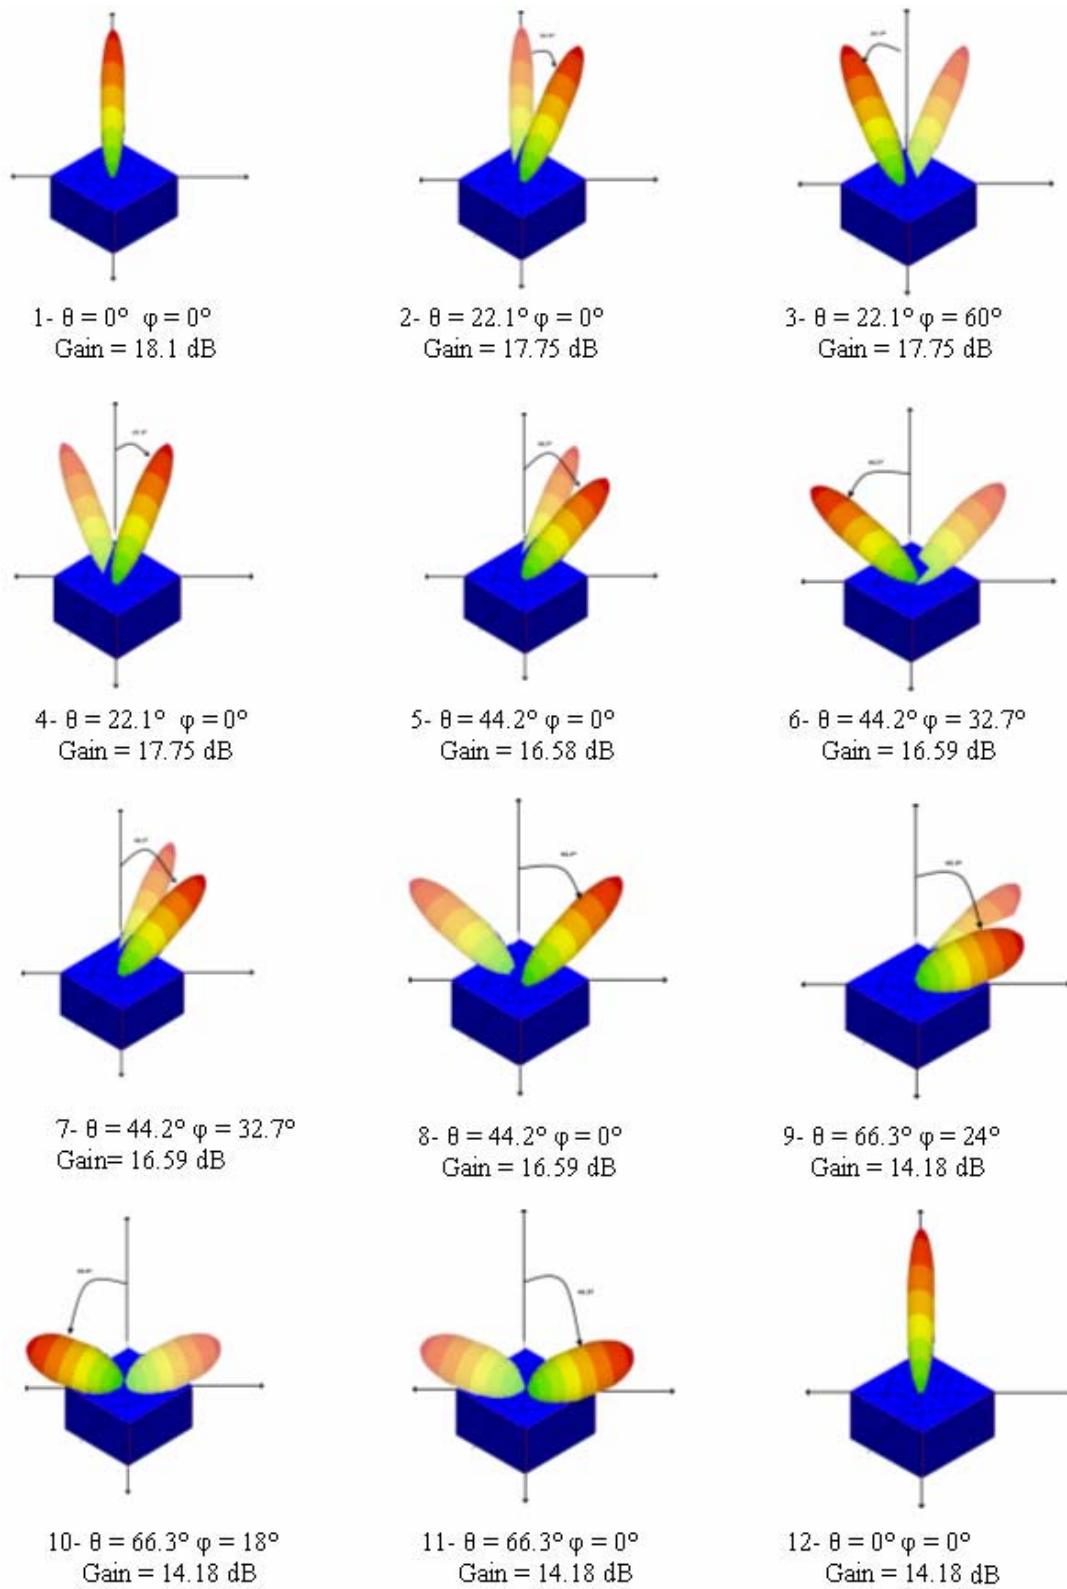 1- θ = 0° φ = 0°
Gain = 18.1 dB
2- θ = 22.1° φ = 0°
Gain = 17.75 dB
3- θ = 22.1° φ = 60°
Gain = 17.75 dB
4- θ = 22.1° φ = 0°
Gain = 17.75 dB
5- θ = 44.2° φ = 0°
Gain = 16.58 dB
6- θ = 44.2° φ = 32.7°
Gain = 16.59 dB
7- θ = 44.2° φ = 32.7°
Gain= 16.59 dB
8- θ = 44.2° φ = 0°
Gain = 16.59 dB
9- θ = 66.3° φ = 24°
Gain = 14.18 dB
10- θ = 66.3° φ = 18°
Gain = 14.18 dB
11- θ = 66.3° φ = 0°
Gain = 14.18 dB
12- θ = 0° φ = 0°
Gain = 14.18 dB